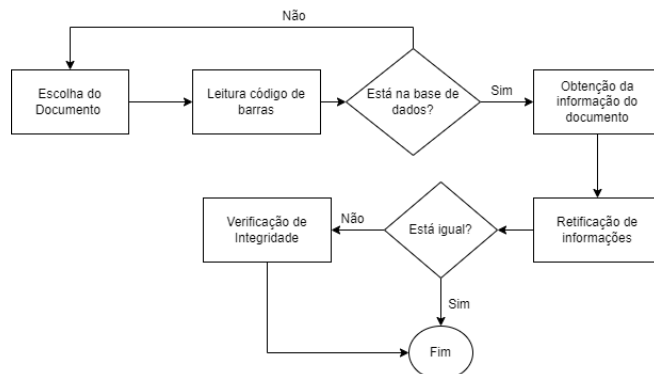 Não
Escolha do
Documento
Leitura código de
barras
Está na base de
dados?
Sim
Obtenção da
informação do
documento
Verificação de
Integridade
Não
Está igual?
Retificação de
informações
Sim
Fim